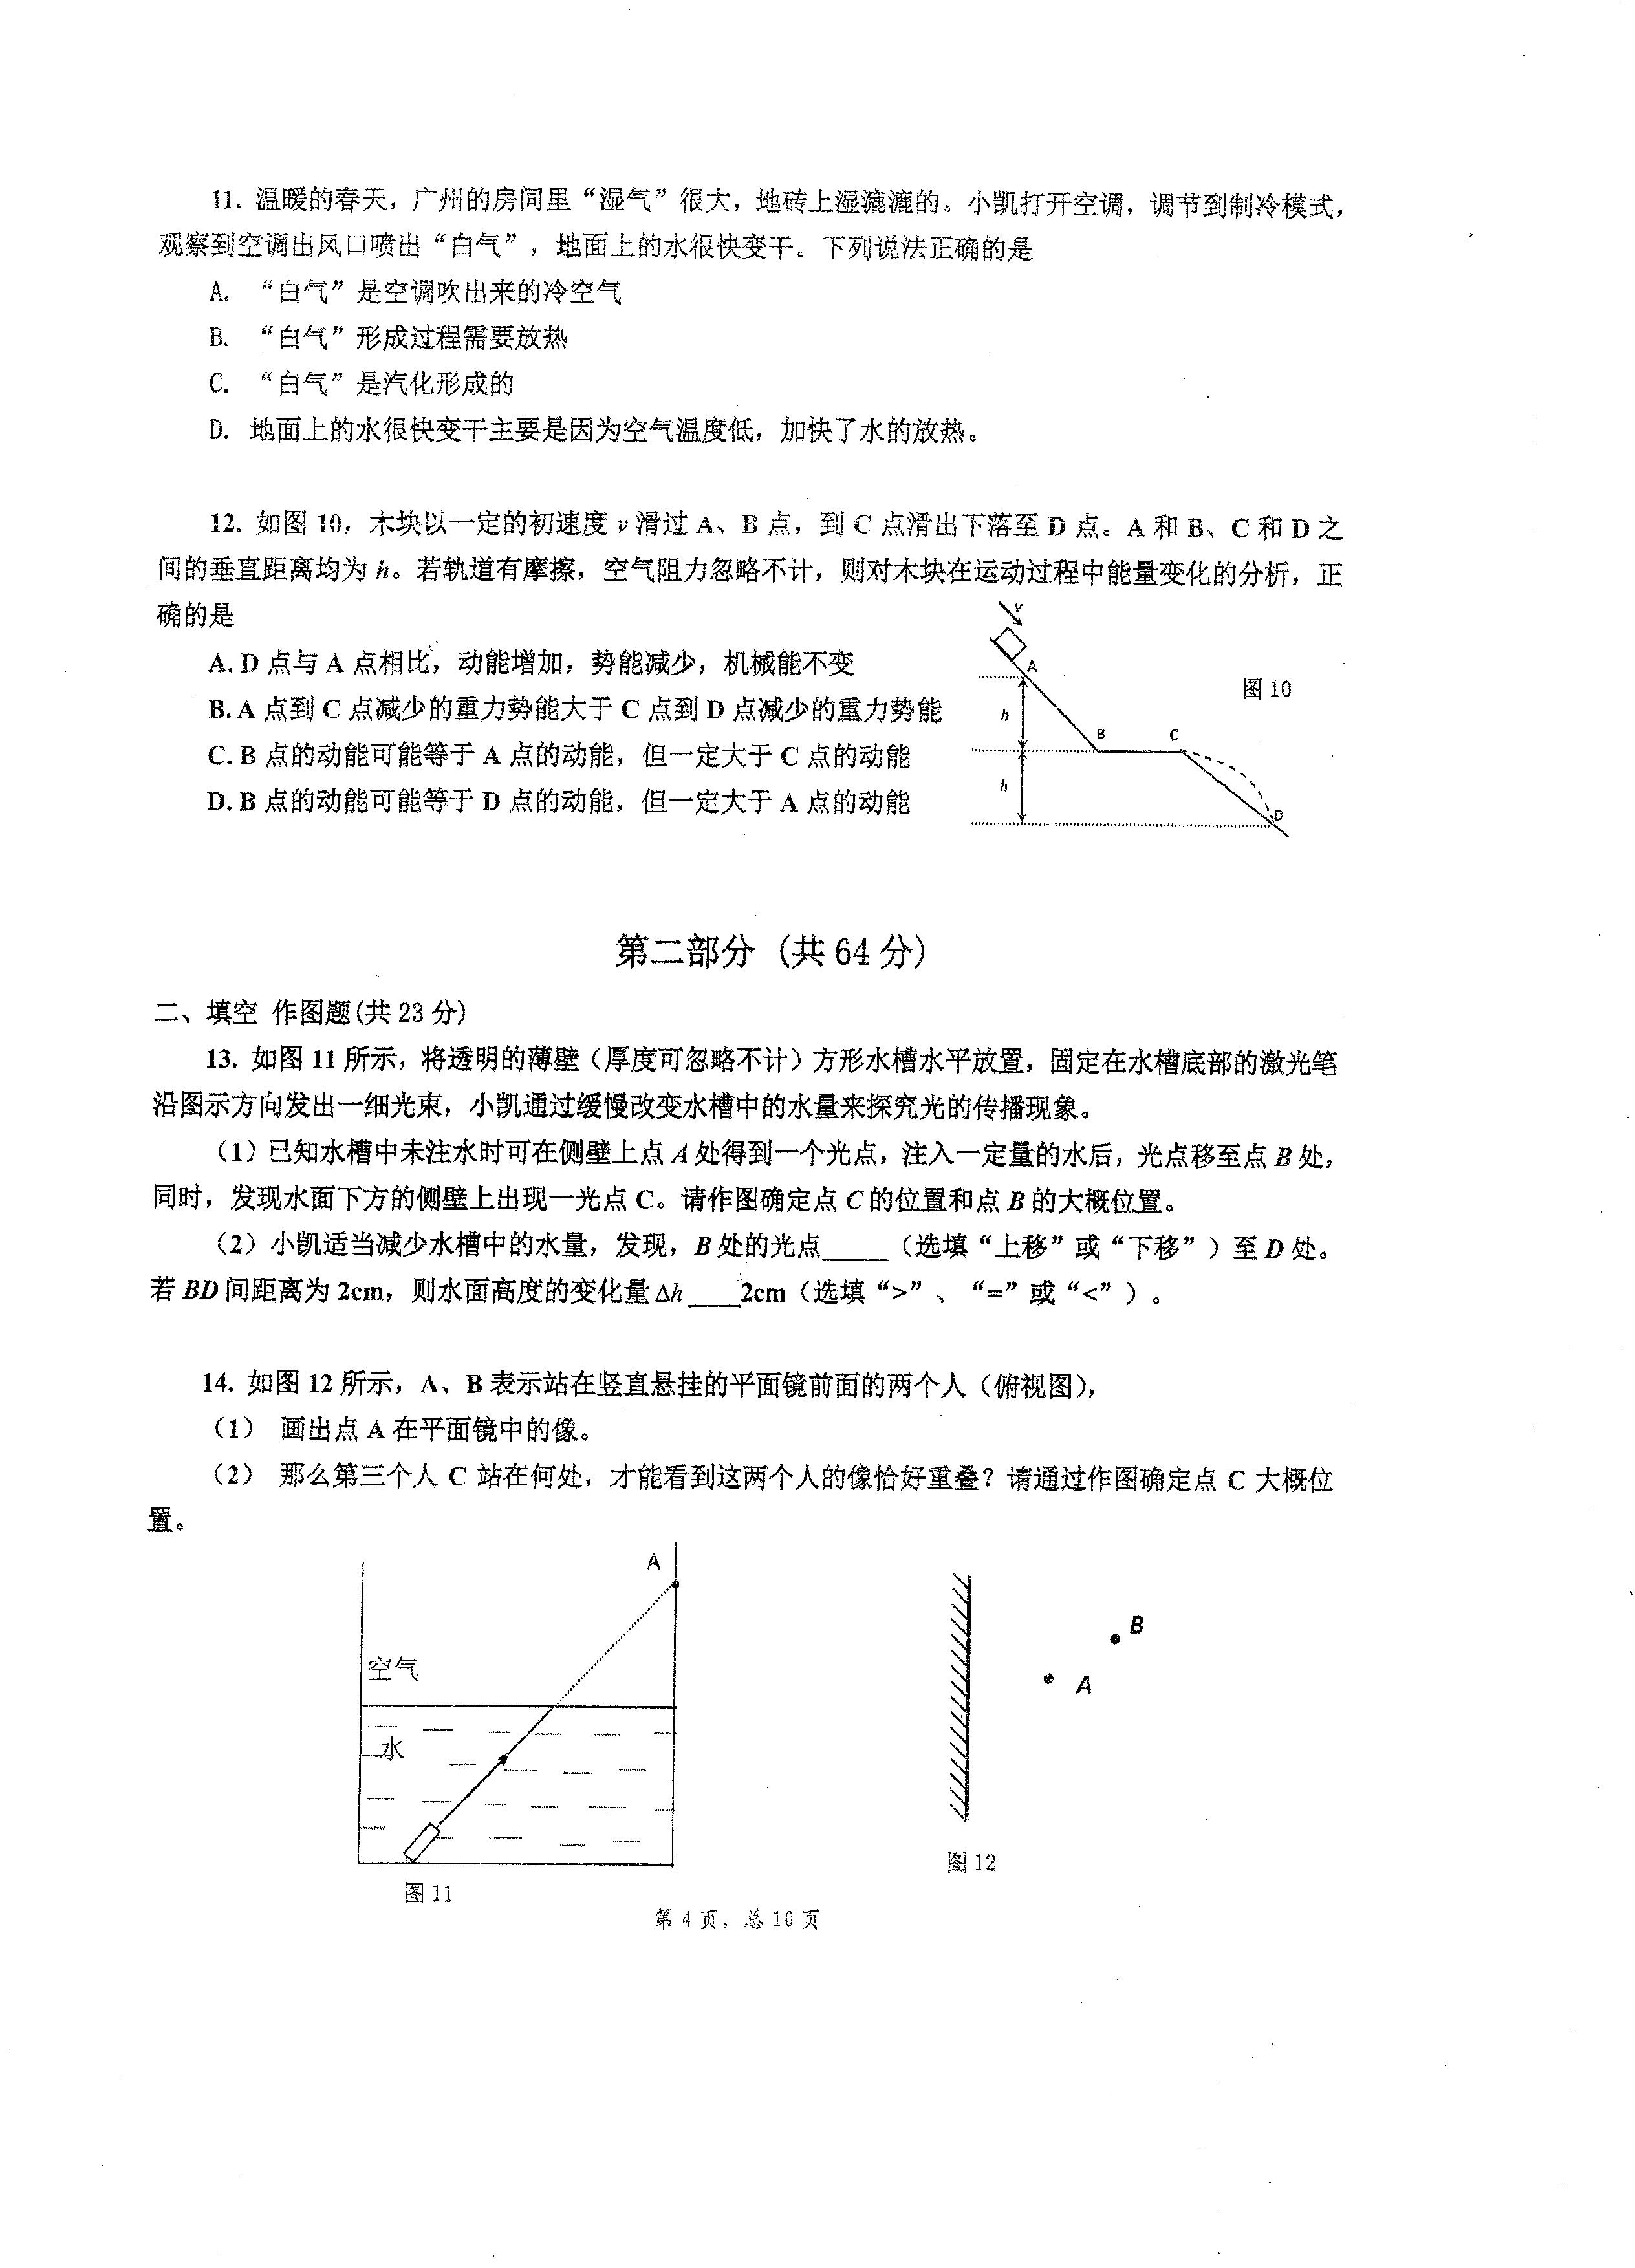 11. 温暖的春天，广州的房间里“湿气”很大，地砖上湿漉漉的。小凯打开空调，调节到制冷模式，
观察到空调出风口喷出“白气”，地面上的水很快变干。下列说法正确的是
A. “白气”是空调吹出来的冷空气
B. “白气”形成过程需要放热
C. “白气”是汽化形成的
D. 地面上的水很快变干主要是因为空气温度低，加快了水的放热。
12. 如图 10，木块以一定的初速度 v 滑过 A、B 点，到 C 点滑出下落至 D 点。A 和 B、C 和 D 之
间的垂直距离均为 h。若轨道有摩擦，空气阻力忽略不计，则对木块在运动过程中能量变化的分析，正
确的是
A. D 点与 A 点相比，动能增加，势能减少，机械能不变
B. A 点到 C 点减少的重力势能大于 C 点到 D 点减少的重力势能
C. B 点的动能可能等于 A 点的动能，但一定大于 C 点的动能
D. B 点的动能可能等于 D 点的动能，但一定大于 A 点的动能
v
A
图 10
h
B
C
h
D
第二部分（共 64 分）
二、填空 作图题(共 23 分)
13. 如图 11 所示，将透明的薄壁（厚度可忽略不计）方形水槽水平放置，固定在水槽底部的激光笔
沿图示方向发出一细光束，小凯通过缓慢改变水槽中的水量来探究光的传播现象。
（1）已知水槽中未注水时可在侧壁上点 A 处得到一个光点，注入一定量的水后，光点移至点 B 处，
同时，发现水面下方的侧壁上出现一光点 C。请作图确定点 C 的位置和点 B 的大概位置。
（2）小凯适当减少水槽中的水量，发现，B 处的光点_____（选填“上移”或“下移”）至 D 处。
若 BD 间距离为 2cm，则水面高度的变化量 Δh ____2cm（选填“>”、“=”或“<”）。
14. 如图 12 所示，A、B 表示站在竖直悬挂的平面镜前面的两个人（俯视图），
（1） 画出点 A 在平面镜中的像。
（2） 那么第三个人 C 站在何处，才能看到这两个人的像恰好重叠？请通过作图确定点 C 大概位
置。
A
空气
水
图 11
B
A
图 12
第 4 页，总 10 页